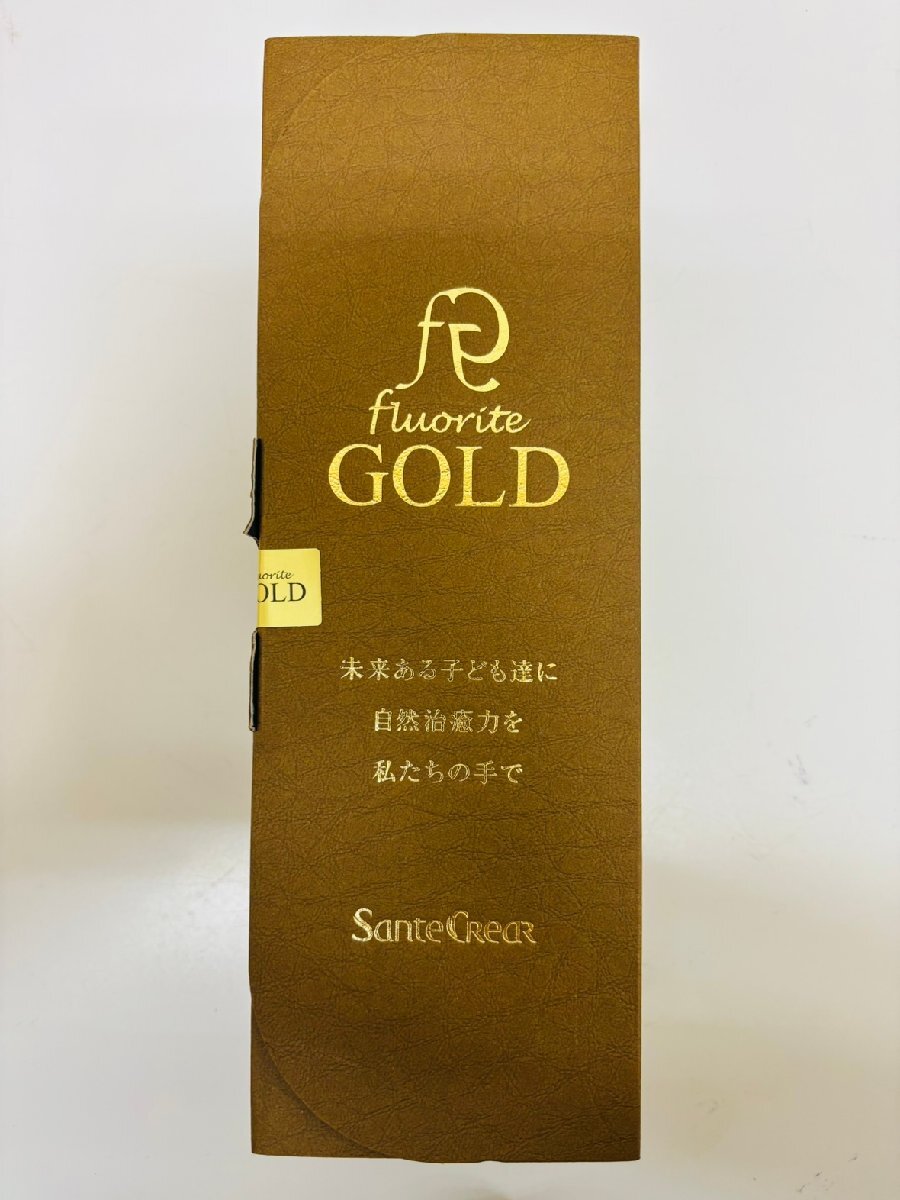 fluorite
GOLD
uorite
OLD
未来ある子ども達に
自然治癒力を
私たちの手で
SanteCrear